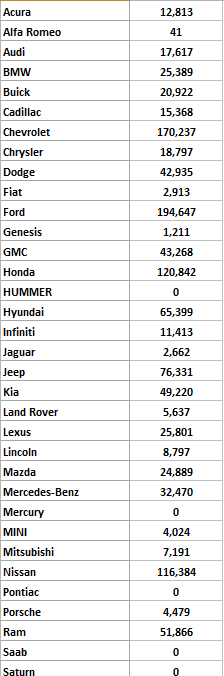 Acura 12,813
Alfa Romeo 41
Audi 17,617
BMW 25,389
Buick 20,922
Cadillac 15,368
Chevrolet 170,237
Chrysler 18,797
Dodge 42,935
Fiat 2,913
Ford 194,647
Genesis 1,211
GMC 43,268
Honda 120,842
HUMMER 0
Hyundai 65,399
Infiniti 11,413
Jaguar 2,662
Jeep 76,331
Kia 49,220
Land Rover 5,637
Lexus 25,801
Lincoln 8,797
Mazda 24,889
Mercedes-Benz 32,470
Mercury 0
MINI 4,024
Mitsubishi 7,191
Nissan 116,384
Pontiac 0
Porsche 4,479
Ram 51,866
Saab 0
Saturn 0